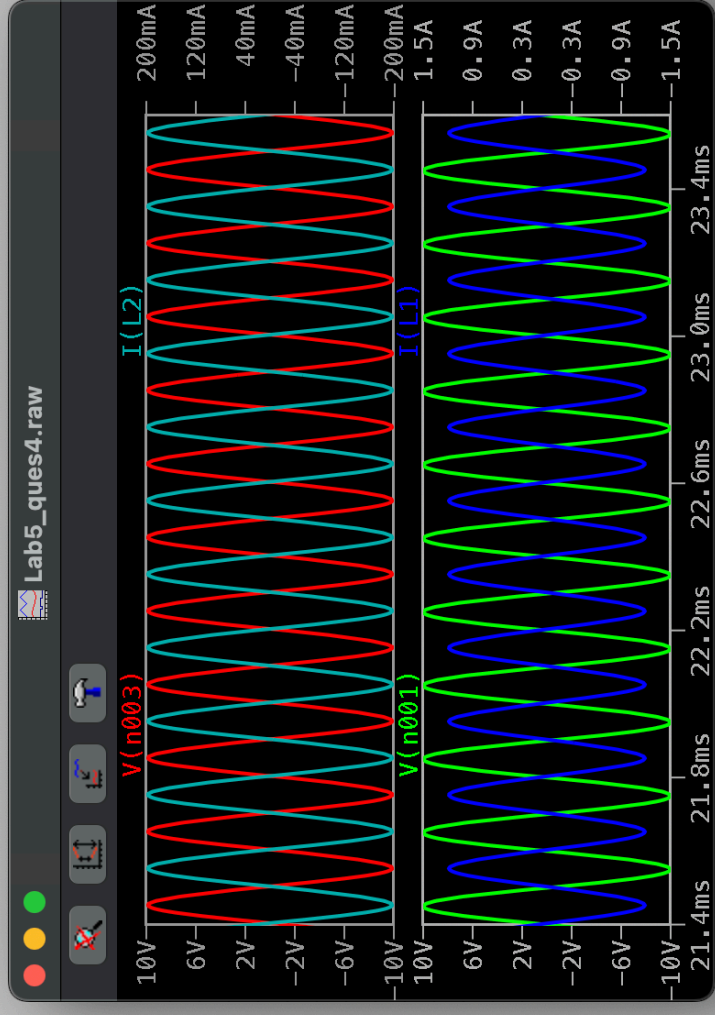 Lab5_ques4.raw
V(n003) I(L2)
10V 200mA
6V 120mA
2V 40mA
-2V -40mA
-6V -120mA
-10V -200mA
V(n001) I(L1)
10V 1.5A
6V 0.9A
2V 0.3A
-2V -0.3A
-6V -0.9A
-10V -1.5A
21.4ms 21.8ms 22.2ms 22.6ms 23.0ms 23.4ms